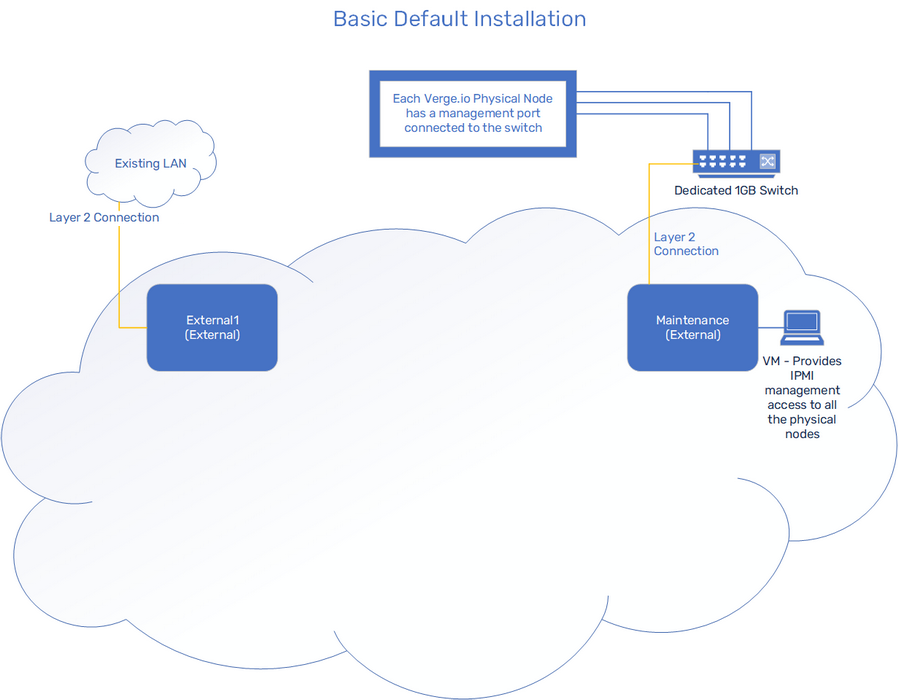 Basic Default Installation
Each Verge.io Physical Node
has a management port
connected to the switch
Existing LAN
Dedicated 1GB Switch
Layer 2 Connection
Layer 2
Connection
External1
(External)
Maintenance
(External)
VM - Provides
IPMI
management
access to all
the physical
nodes